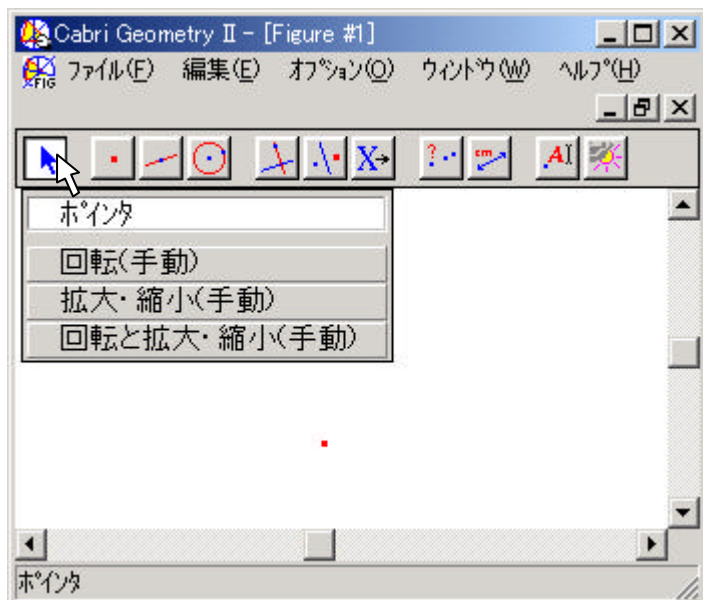 Cabri Geometry II - [Figure #1]
FIG ﾌｧｲﾙ(F) 編集(E) ｵﾌﾟｼｮﾝ(O) ｳｨﾝﾄﾞｳ(W) ﾍﾙﾌﾟ(H)
X ? cm A
ﾎﾟｲﾝﾀ
回転(手動)
拡大・縮小(手動)
回転と拡大・縮小(手動)
ﾎﾟｲﾝﾀ